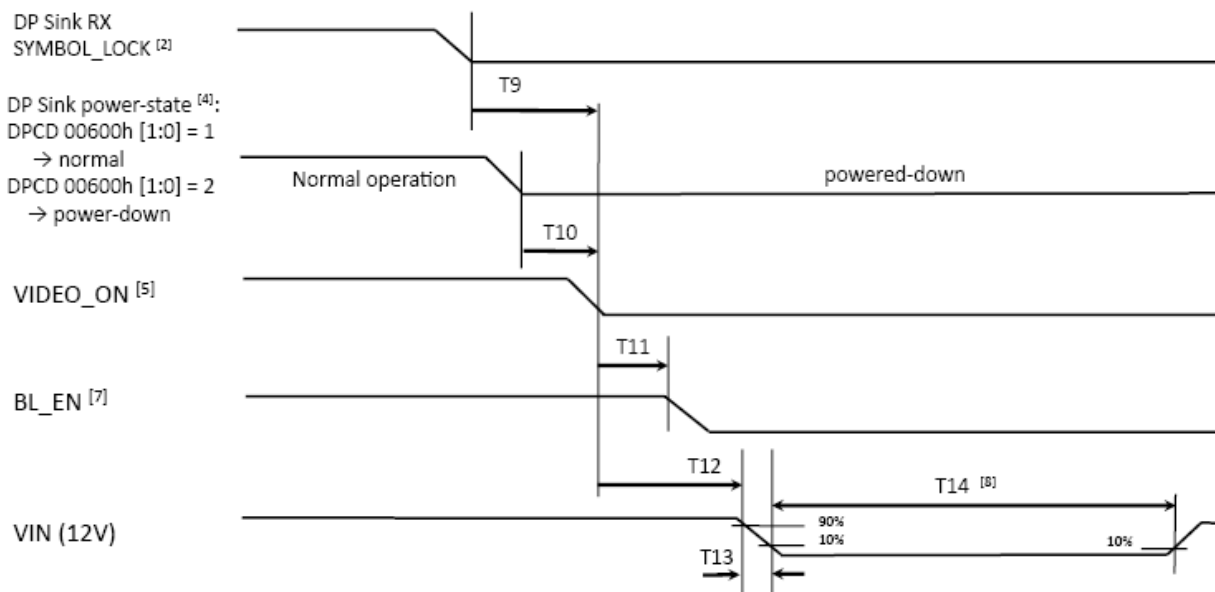 DP Sink RX
SYMBOL_LOCK [2]
T9
DP Sink power-state [4]:
DPCD 00600h [1:0] = 1
→ normal
DPCD 00600h [1:0] = 2
→ power-down
Normal operation
powered-down
T10
VIDEO_ON [5]
T11
BL_EN [7]
T12
T14 [8]
VIN (12V)
90%
10%
10%
T13